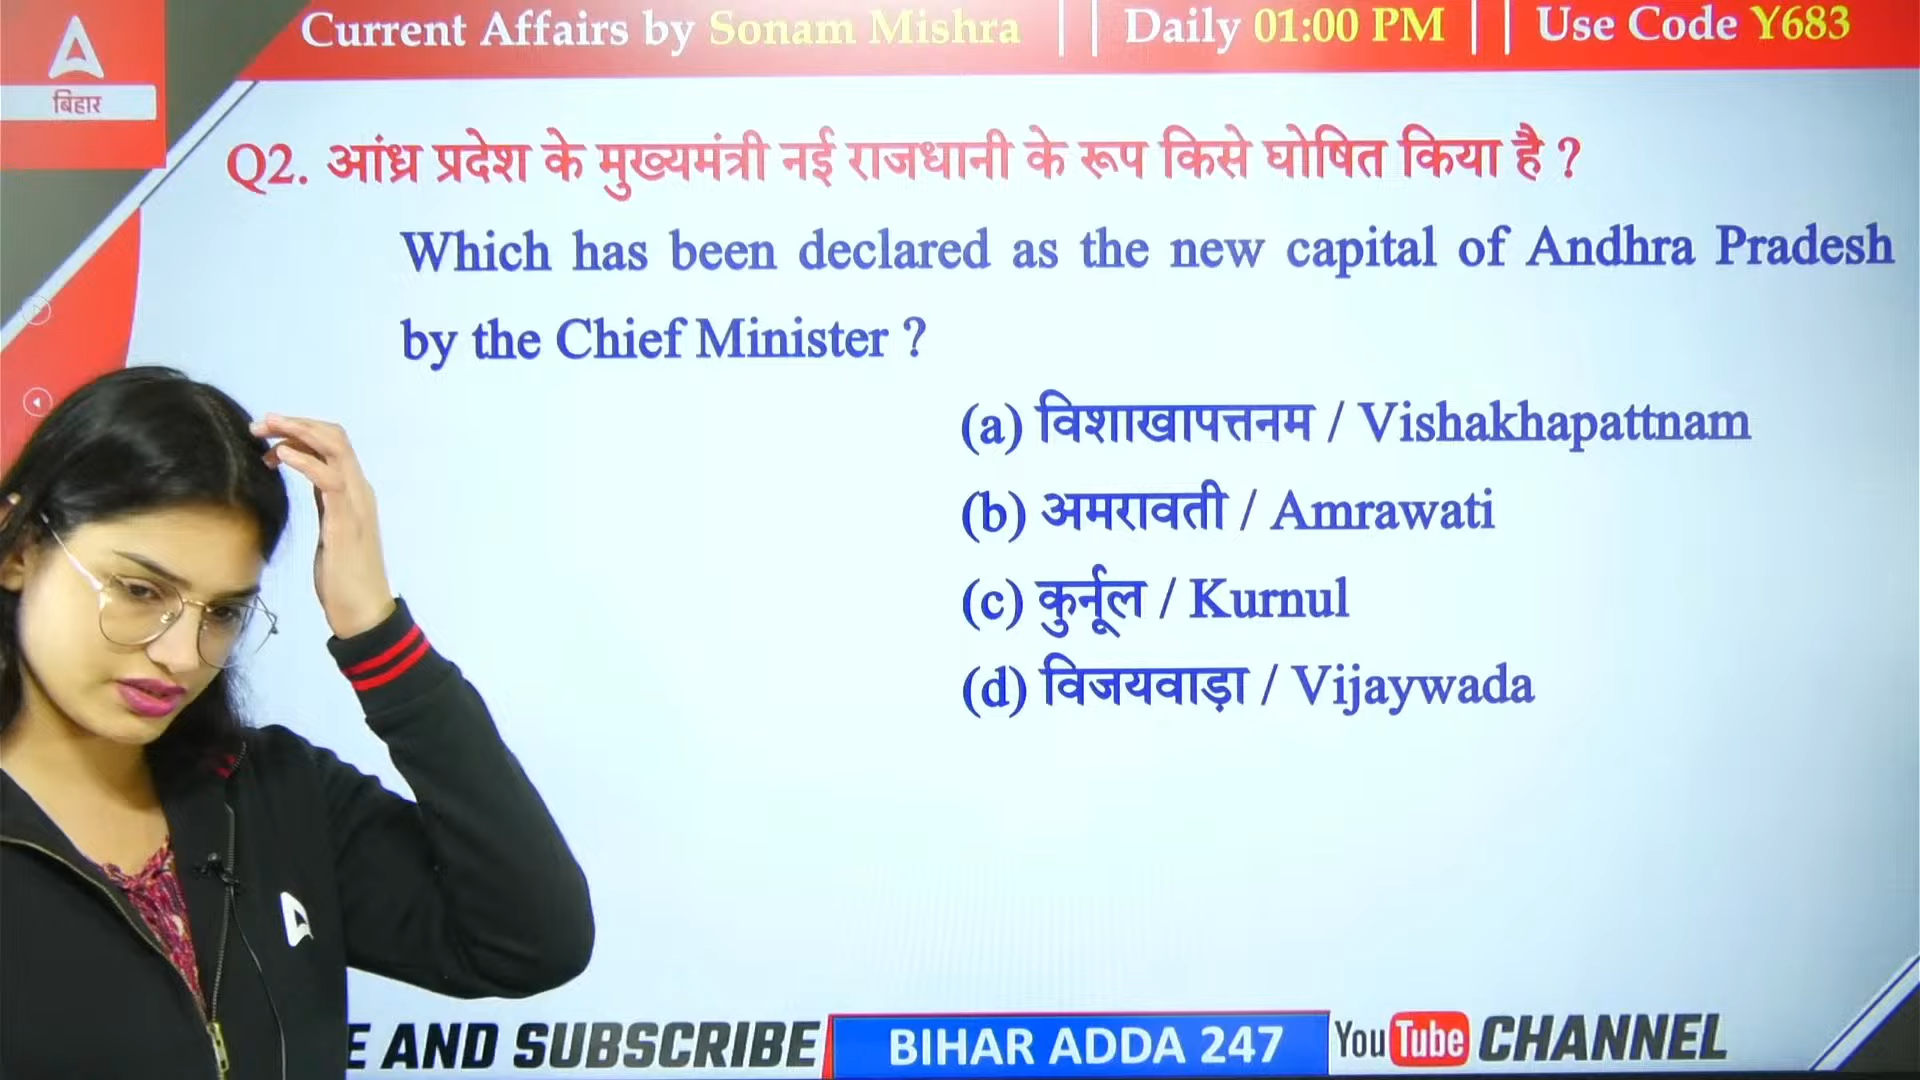 Current Affairs by Sonam Mishra || Daily 01:00 PM || Use Code Y683
बिहार
Q2. आंध्र प्रदेश के मुख्यमंत्री नई राजधानी के रूप किसे घोषित किया है ?
Which has been declared as the new capital of Andhra Pradesh
by the Chief Minister ?
(a) विशाखापत्तनम / Vishakhapattnam
(b) अमरावती / Amrawati
(c) कुर्नूल / Kurnul
(d) विजयवाड़ा / Vijaywada
E AND SUBSCRIBE BIHAR ADDA 247 YouTube CHANNEL